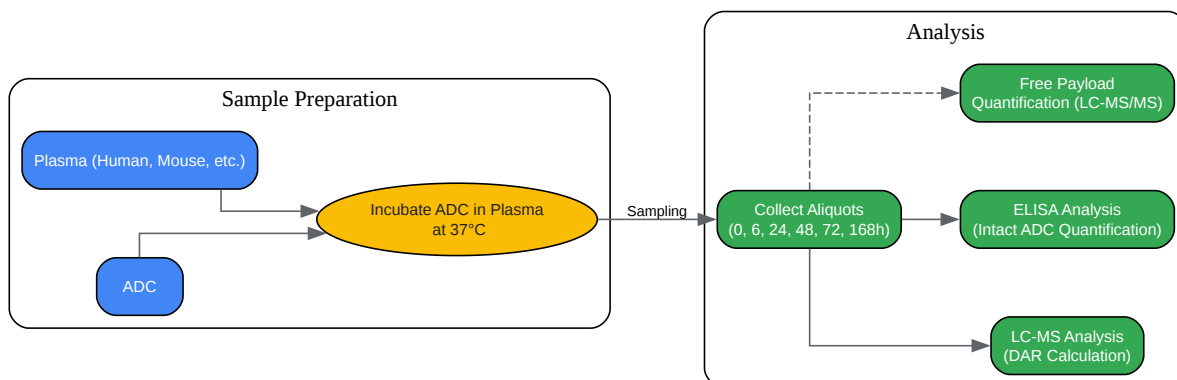 Sample Preparation
Plasma (Human, Mouse, etc.)
ADC
Incubate ADC in Plasma
at 37°C
Sampling
Analysis
Collect Aliquots
(0, 6, 24, 48, 72, 168h)
Free Payload
Quantification (LC-MS/MS)
ELISA Analysis
(Intact ADC Quantification)
LC-MS Analysis
(DAR Calculation)